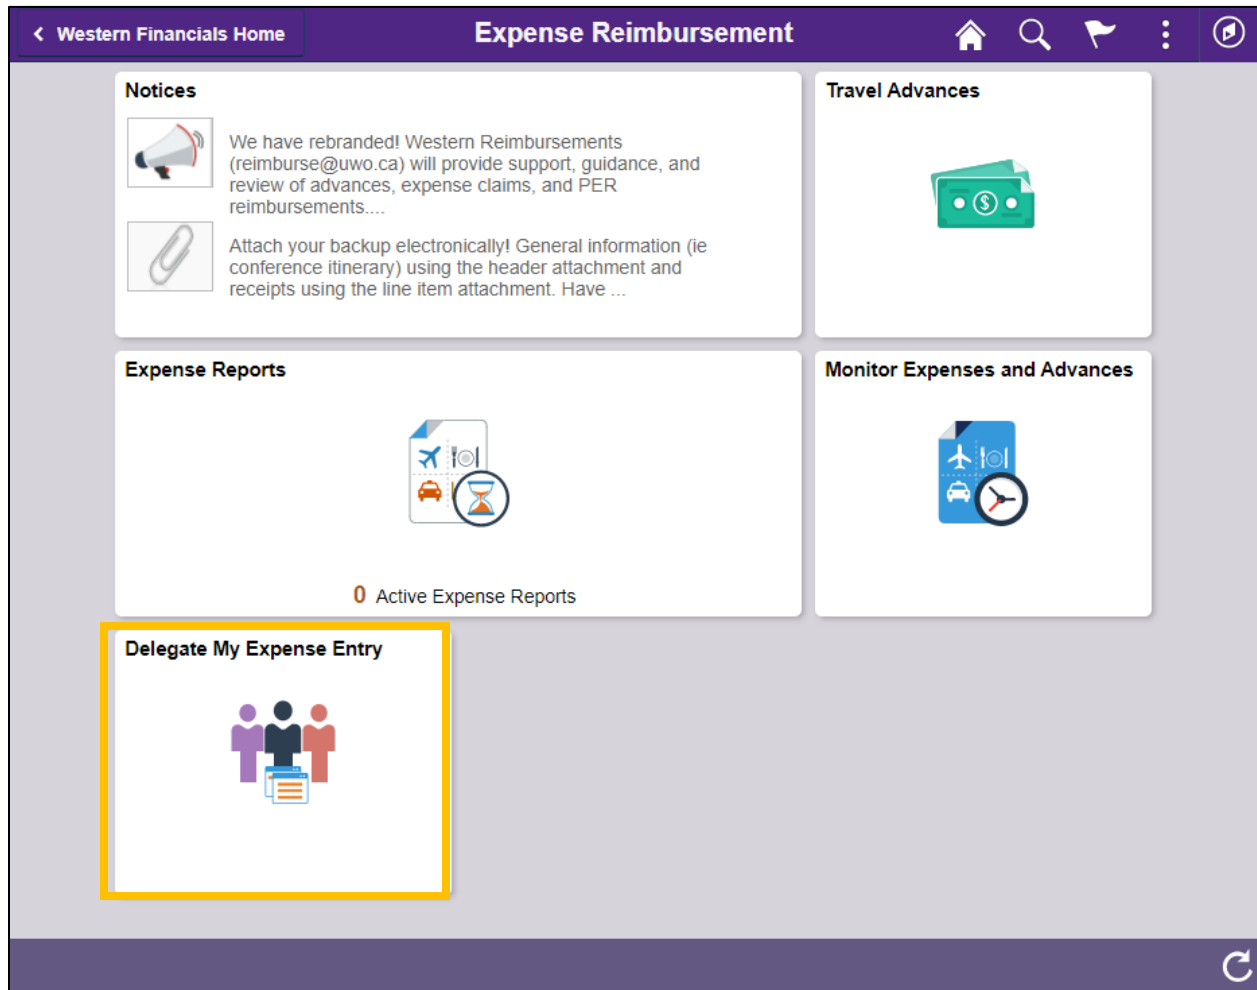 Western Financials Home
Expense Reimbursement
Notices
We have rebranded! Western Reimbursements
(reimburse@uwo.ca) will provide support, guidance, and
review of advances, expense claims, and PER
reimbursements....
Attach your backup electronically! General information (ie
conference itinerary) using the header attachment and
receipts using the line item attachment. Have ...
Travel Advances
Expense Reports
0 Active Expense Reports
Monitor Expenses and Advances
Delegate My Expense Entry